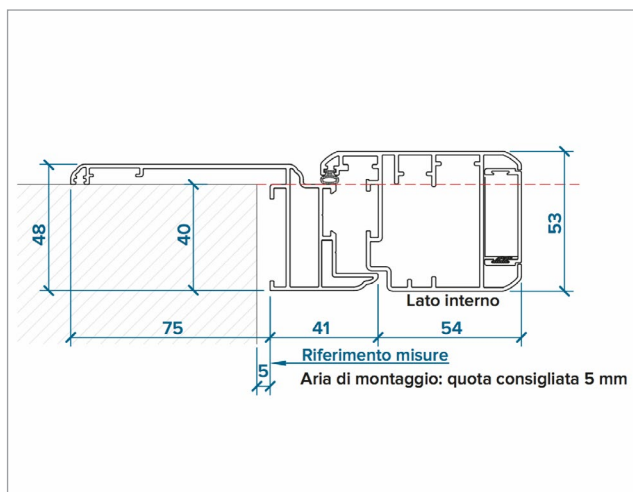 48
40
53
Lato interno
75
41
54
5
Riferimento misure
Aria di montaggio: quota consigliata 5 mm